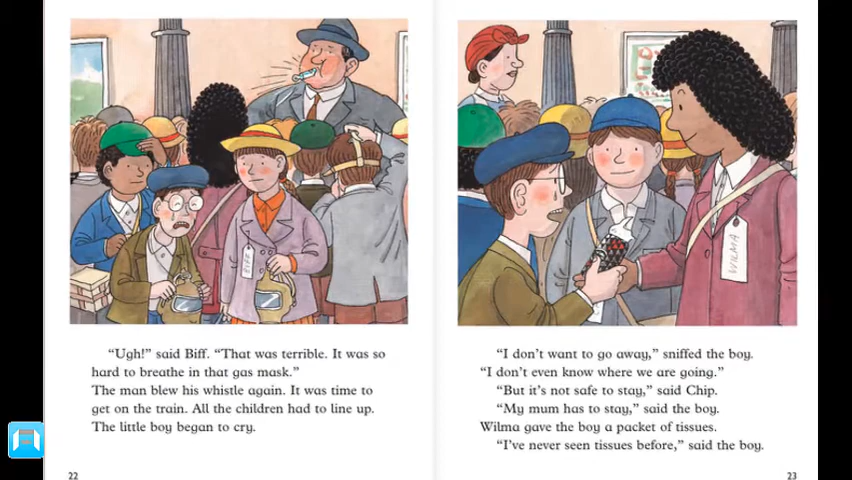 BIFF
"Ugh!" said Biff. "That was terrible. It was so
hard to breathe in that gas mask."
The man blew his whistle again. It was time to
get on the train. All the children had to line up.
The little boy began to cry.
22
WILMA
"I don't want to go away," sniffed the boy.
"I don't even know where we are going."
"But it's not safe to stay," said Chip.
"My mum has to stay," said the boy.
Wilma gave the boy a packet of tissues.
"I've never seen tissues before," said the boy.
23